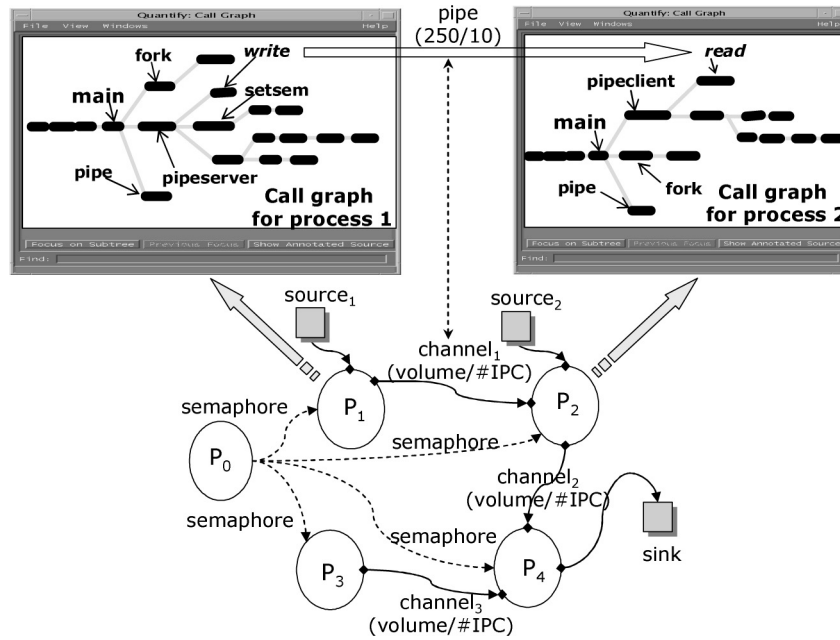 Quantify: Call Graph
File View Windows Help
fork
write
main
setsem
pipe
pipeserver
Call graph
for process 1
Focus on Subtree Previous Focus Show Annotated Source
Find:
pipe
(250/10)
Quantify: Call Graph
File View Windows Help
read
pipeclient
main
pipe
fork
Call graph
for process 2
Focus on Subtree Previous Focus Show Annotated Source
Find:
source1
source2
channel1
(volume/#IPC)
P1
P2
semaphore
semaphore
P0
channel2
(volume/#IPC)
semaphore
semaphore
sink
P3
P4
channel3
(volume/#IPC)